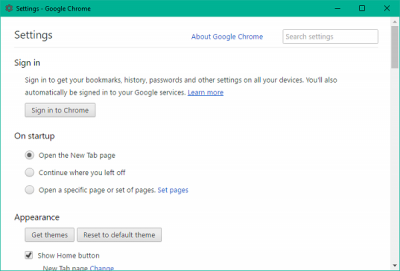 Settings - Google Chrome
Settings
About Google Chrome
Search settings
Sign in
Sign in to get your bookmarks, history, passwords and other settings on all your devices. You'll also
automatically be signed in to your Google services. Learn more
Sign in to Chrome
On startup
Open the New Tab page
Continue where you left off
Open a specific page or set of pages. Set pages
Appearance
Get themes
Reset to default theme
Show Home button
New Tab page Change